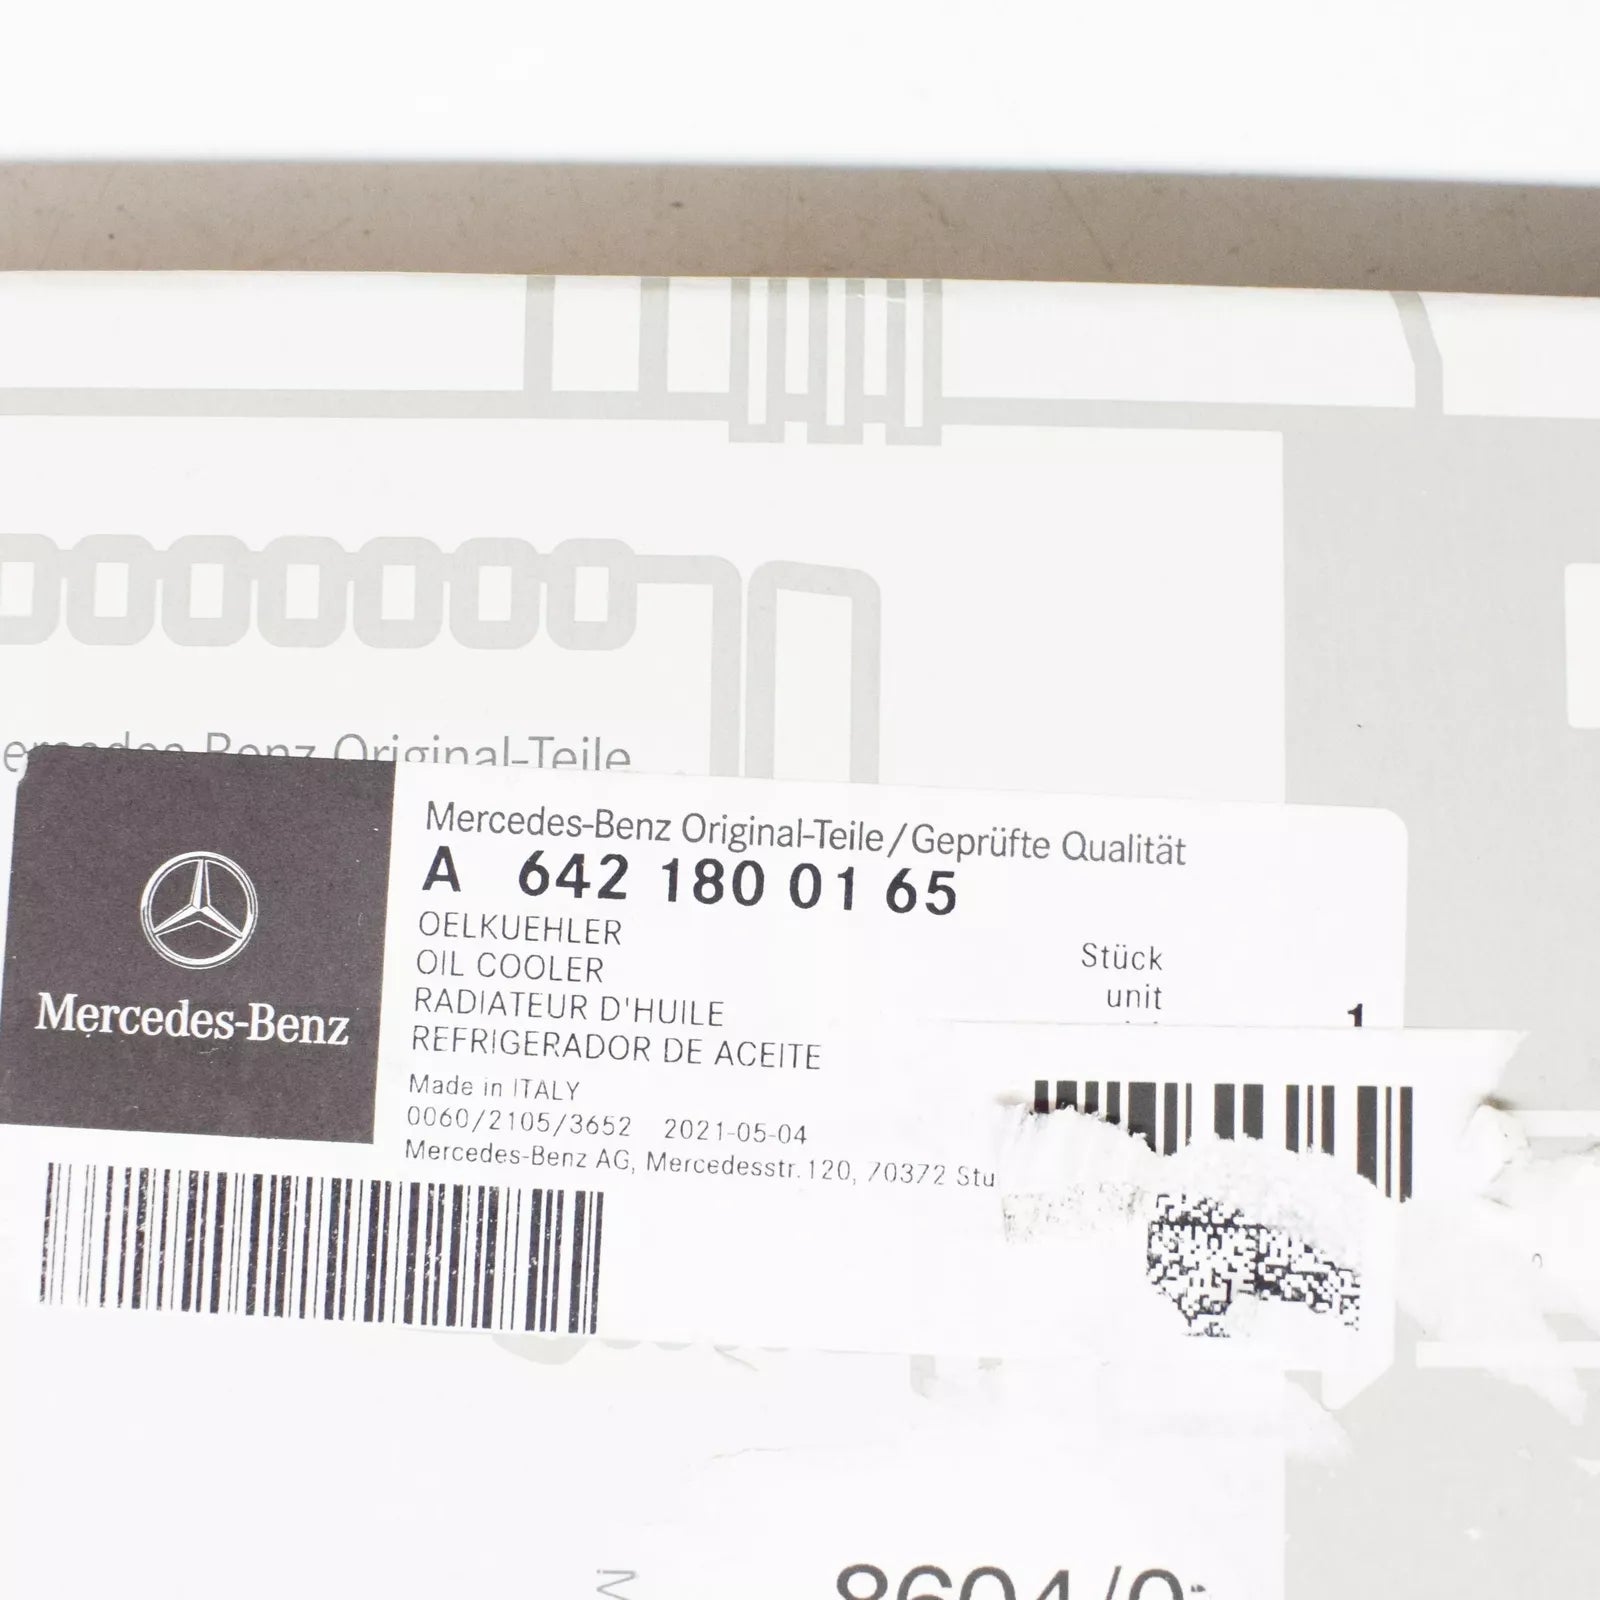 Original-Teile
Mercedes-Benz
Mercedes-Benz Original-Teile/Geprüfte Qualität
A 642 180 01 65
OELKUEHLER
OIL COOLER
RADIATEUR D'HUILE
REFRIGERADOR DE ACEITE
Stück
unit
1
Made in ITALY
0060/2105/3652 2021-05-04
Mercedes-Benz AG, Mercedesstr.120, 70372 Stu